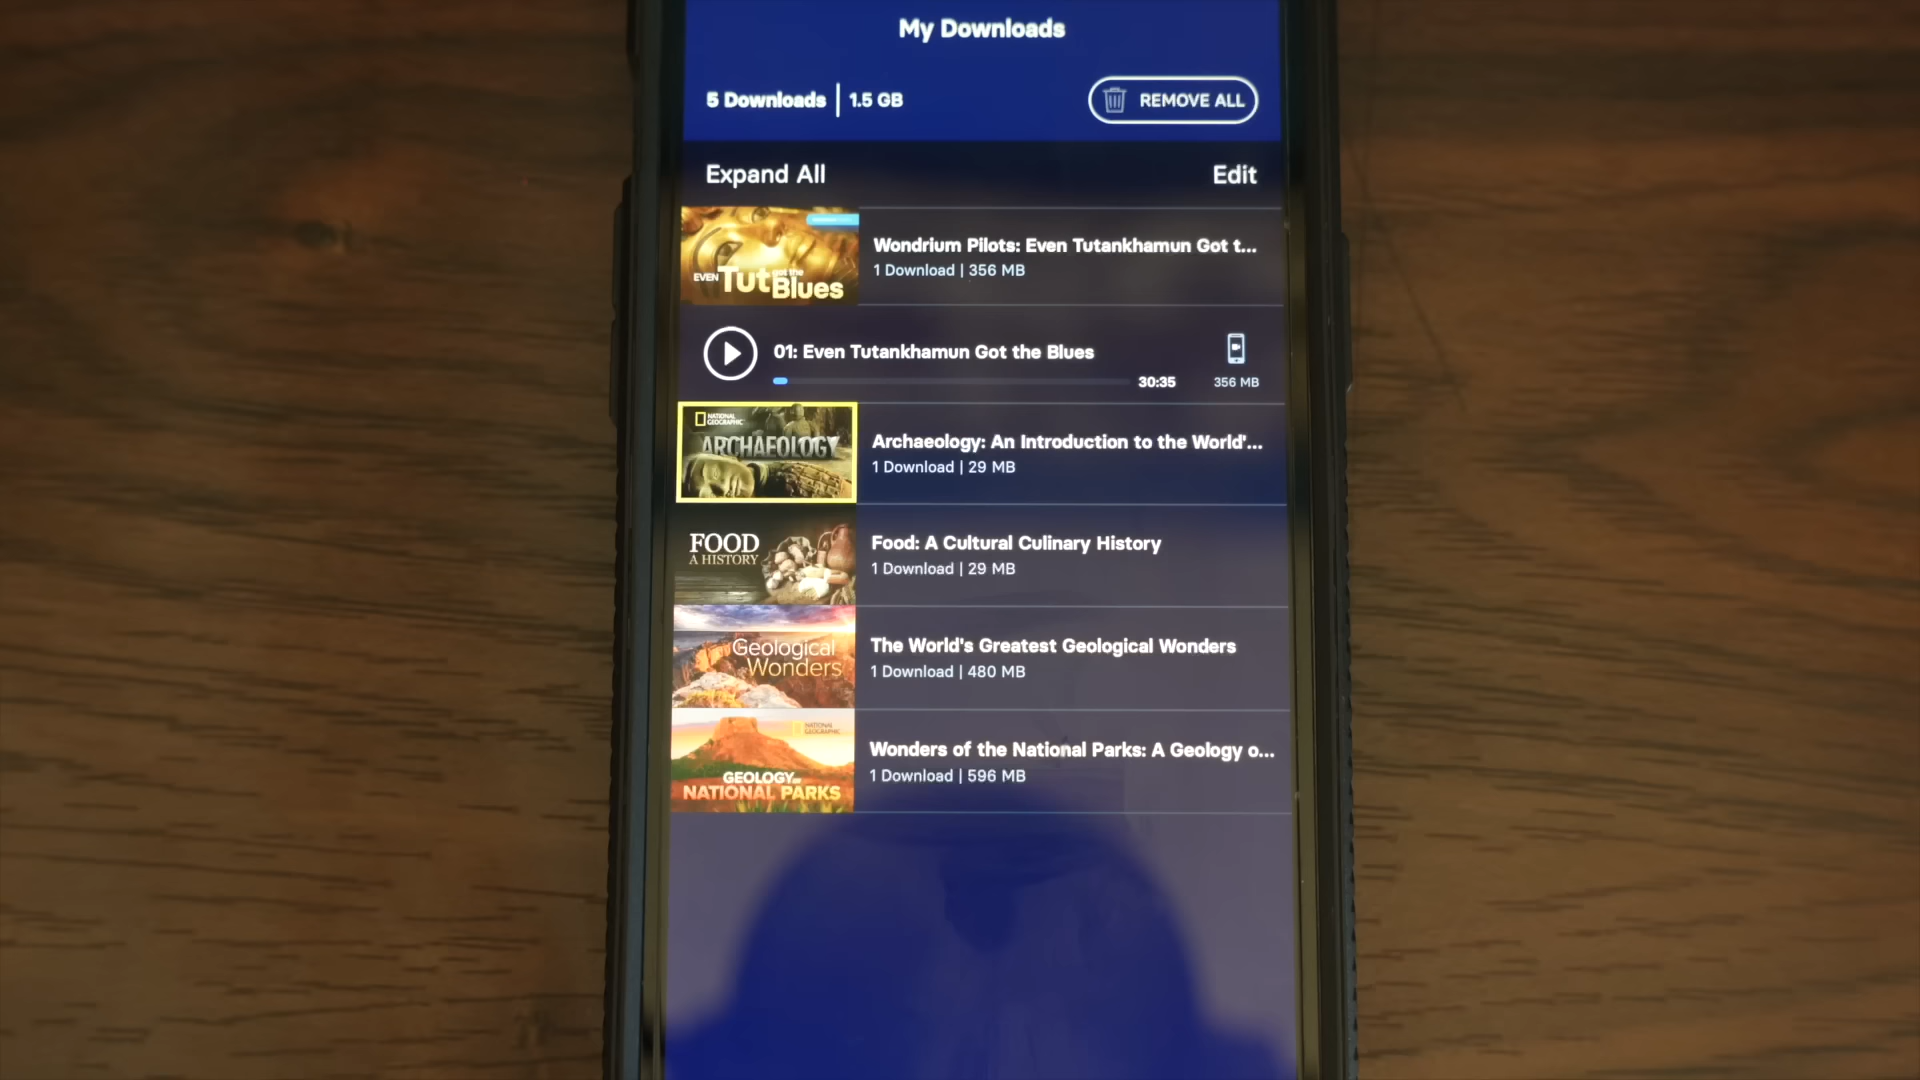 My Downloads
5 Downloads | 1.5 GB
REMOVE ALL
Expand All
Edit
EVEN Tut got the Blues
Wondrium Pilots: Even Tutankhamun Got t...
1 Download | 356 MB
01: Even Tutankhamun Got the Blues
30:35
356 MB
NATIONAL GEOGRAPHIC
ARCHAEOLOGY
Archaeology: An Introduction to the World'...
1 Download | 29 MB
FOOD
A HISTORY
Food: A Cultural Culinary History
1 Download | 29 MB
Geological
Wonders
The World's Greatest Geological Wonders
1 Download | 480 MB
NATIONAL GEOGRAPHIC
GEOLOGY
NATIONAL PARKS
Wonders of the National Parks: A Geology o...
1 Download | 596 MB